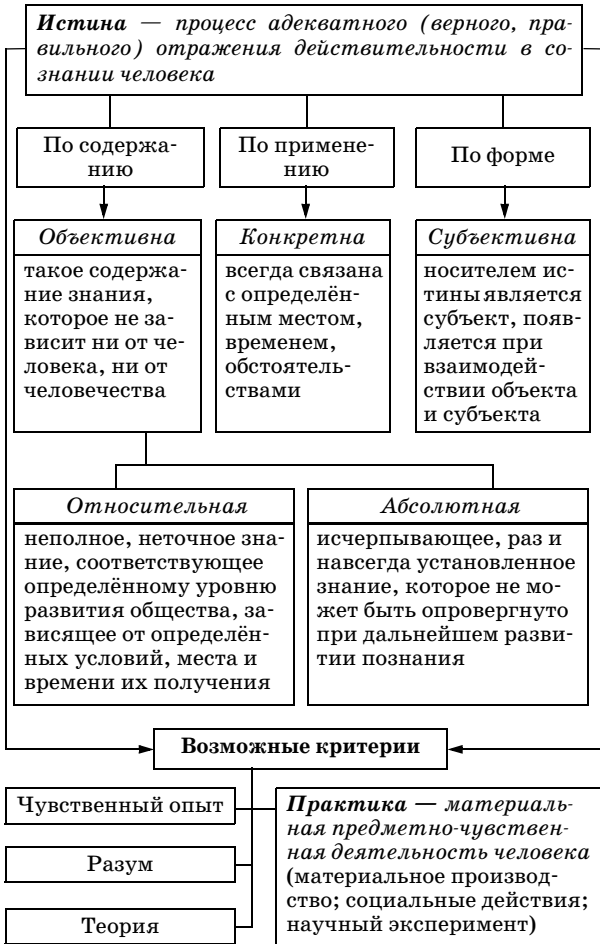 Истина — процесс адекватного (верного, пра-
вильного) отражения действительности в со-
знании человека
По содержа-
нию
По примене-
нию
По форме
Объективна
такое содержа-
ние знания,
которое не за-
висит ни от че-
ловека, ни от
человечества
Конкретна
всегда связана
с определён-
ным местом,
временем,
обстоятель-
ствами
Субъективна
носителем ис-
тины является
субъект, появ-
ляется при
взаимодей-
ствии объекта
и субъекта
Относительная
неполное, неточное зна-
ние, соответствующее
определённому уровню
развития общества, за-
висящее от определён-
ных условий, места и
времени их получения
Абсолютная
исчерпывающее, раз и
навсегда установленное
знание, которое не мо-
жет быть опровергнуто
при дальнейшем разви-
тии познания
Возможные критерии
Чувственный опыт
Разум
Теория
Практика — материаль-
ная предметно-чувствен-
ная деятельность человека
(материальное производ-
ство; социальные действия;
научный эксперимент)